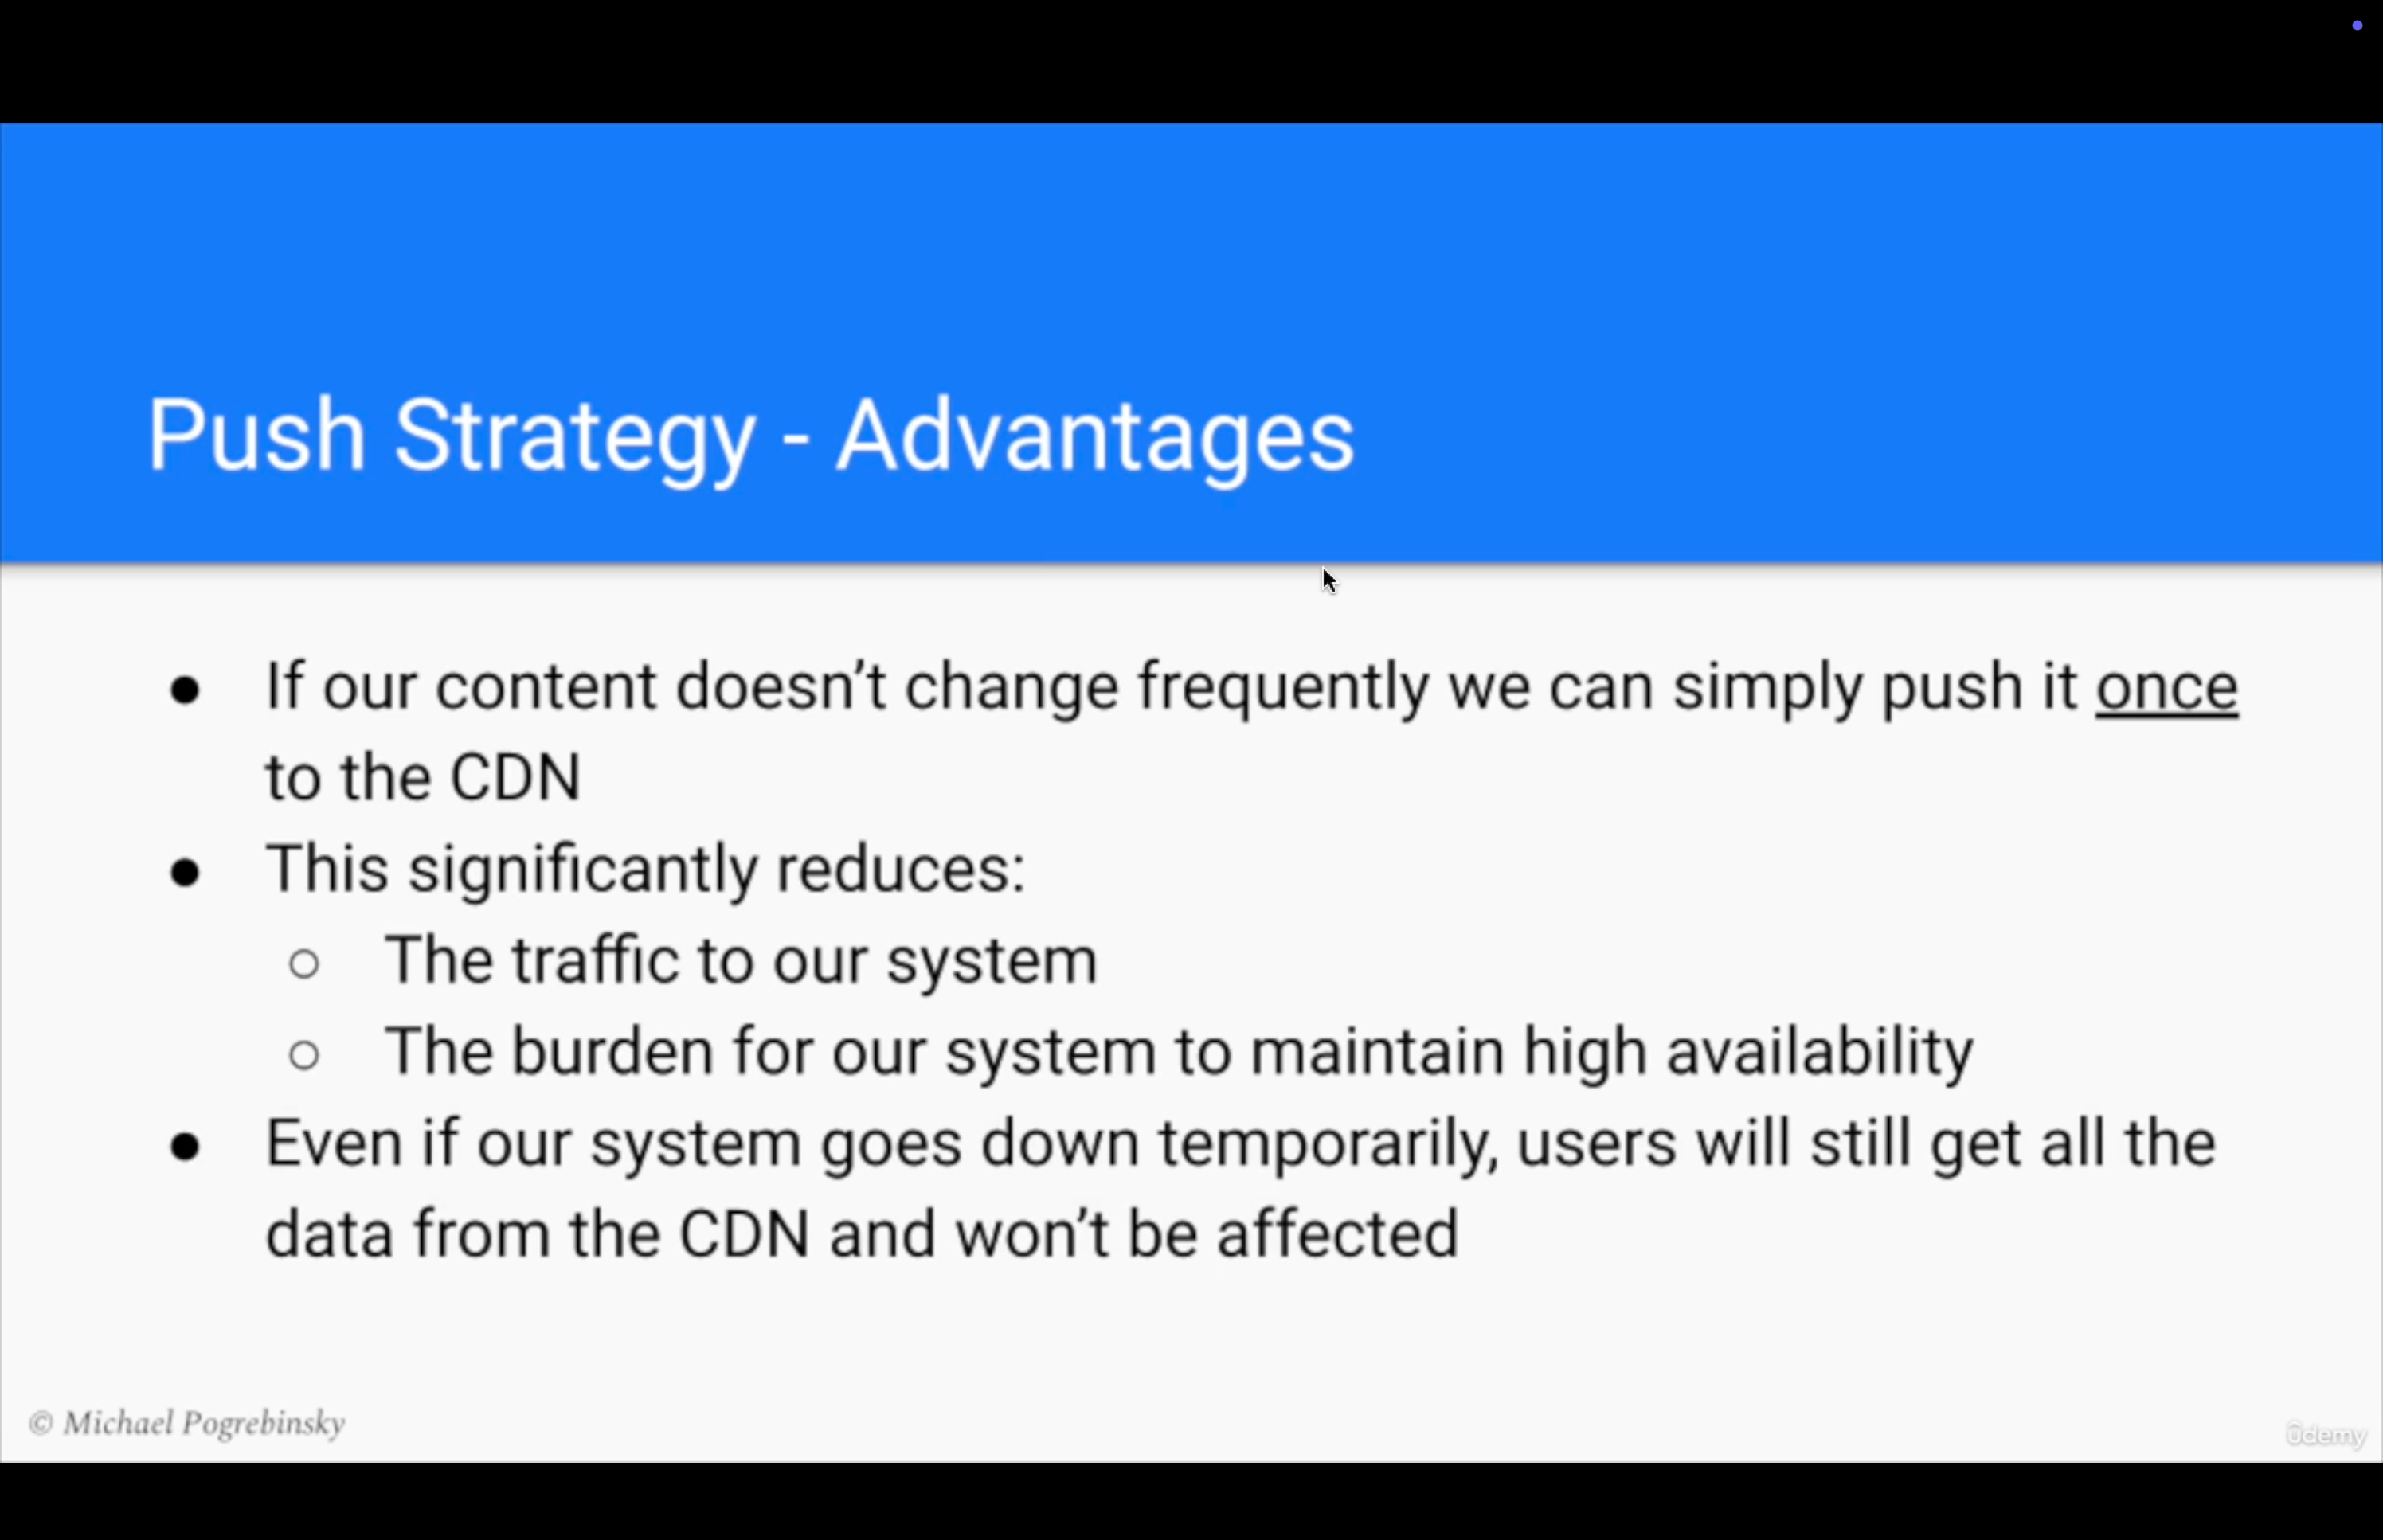 Push Strategy - Advantages
● If our content doesn’t change frequently we can simply push it once
to the CDN
● This significantly reduces:
○ The traffic to our system
○ The burden for our system to maintain high availability
● Even if our system goes down temporarily, users will still get all the
data from the CDN and won’t be affected
© Michael Pogrebinsky
ûdemy